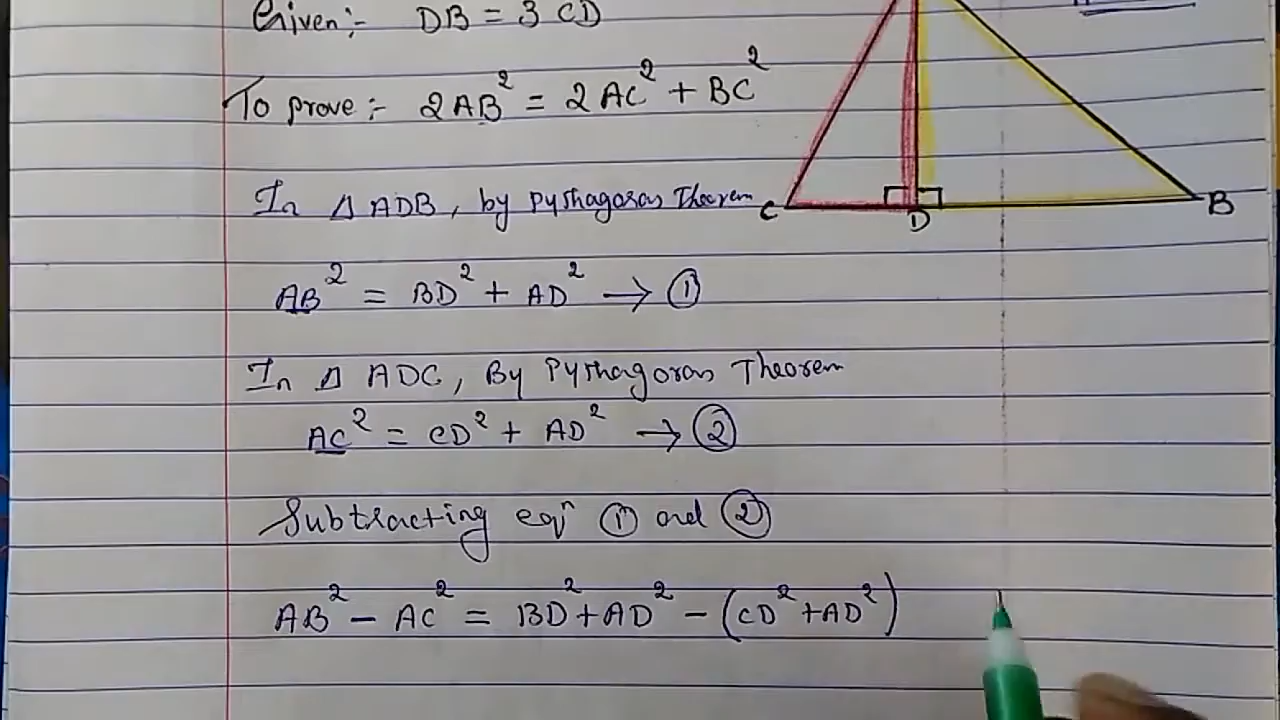 Given:- DB = 3 CD
To prove:- 2AB² = 2AC² + BC²
In △ ADB, by Pythagoras Theorem
C
D
B
AB² = BD² + AD² → ①
In △ ADC, By Pythagoras Theorem
AC² = CD² + AD² → ②
Subtracting eqⁿ ① and ②
AB² - AC² = BD² + AD² - (CD² + AD²)